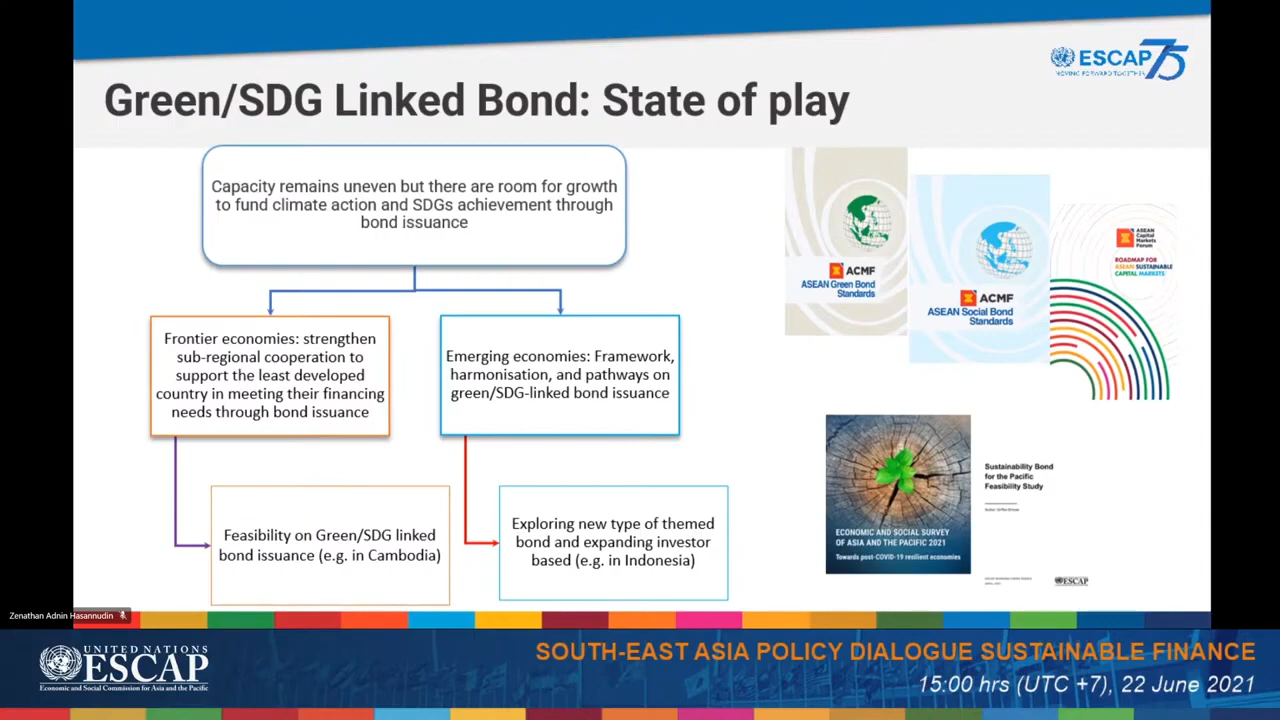 ESCAP 75
MOVING FORWARD TOGETHER
Green/SDG Linked Bond: State of play
Capacity remains uneven but there are room for growth
to fund climate action and SDGs achievement through
bond issuance
Frontier economies: strengthen
sub-regional cooperation to
support the least developed
country in meeting their financing
needs through bond issuance
Emerging economies: Framework,
harmonisation, and pathways on
green/SDG-linked bond issuance
Feasibility on Green/SDG linked
bond issuance (e.g. in Cambodia)
Exploring new type of themed
bond and expanding investor
based (e.g. in Indonesia)
ACMF
ASEAN Green Bond
Standards
ACMF
ASEAN Social Bond
Standards
ASEAN
Capital
Markets
Forum
ROADMAP FOR
ASEAN SUSTAINABLE
CAPITAL MARKETS
ECONOMIC AND SOCIAL SURVEY
OF ASIA AND THE PACIFIC 2021
Towards post-COVID-19 resilient economies
Sustainability Bond
for the Pacific
Feasibility Study
ESCAP
Zenathan Adnin Hasannudin
UNITED NATIONS
ESCAP
Economic and Social Commission for Asia and the Pacific
SOUTH-EAST ASIA POLICY DIALOGUE SUSTAINABLE FINANCE
15:00 hrs (UTC +7), 22 June 2021